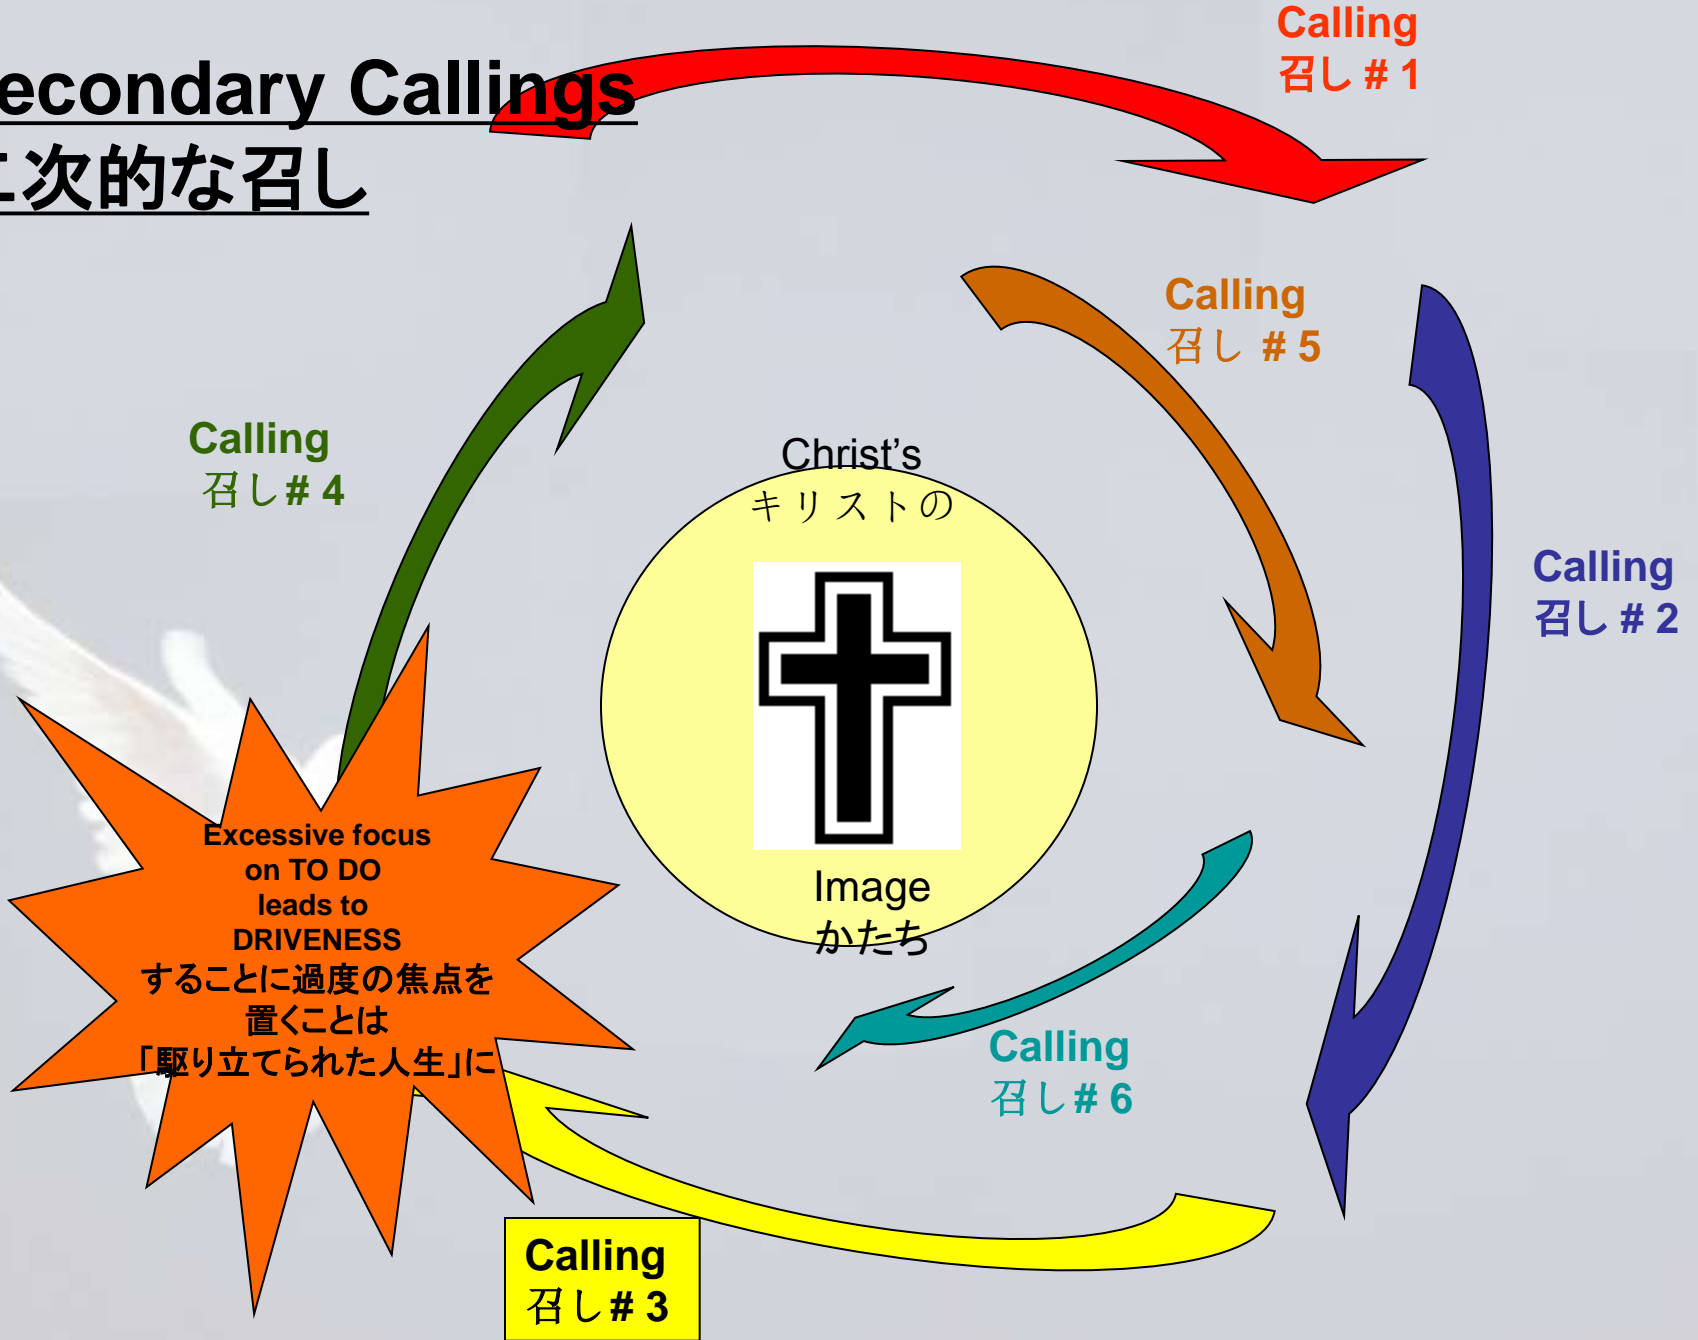 econdary Callings
二次的な召し
Calling
召し # 1
Calling
召し # 5
Calling
召し # 2
Calling
召し# 4
Christ's
キリストの
Image
かたち
Excessive focus
on TO DO
leads to
DRIVENESS
することに過度の焦点を
置くことは
「駆り立てられた人生」に
Calling
召し# 6
Calling
召し# 3